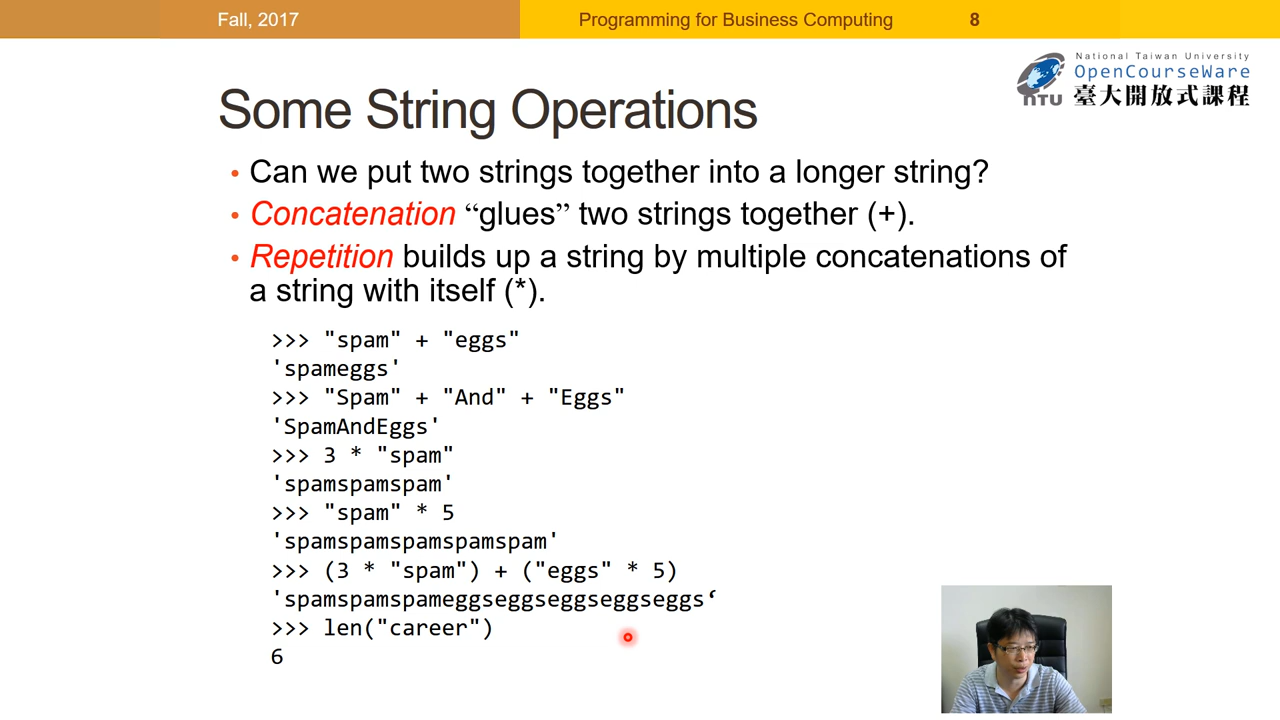 Fall, 2017
Programming for Business Computing
8
National Taiwan University
OpenCourseWare
NTU
臺大開放式課程
Some String Operations
• Can we put two strings together into a longer string?
• Concatenation “glues” two strings together (+).
• Repetition builds up a string by multiple concatenations of
a string with itself (*).
>>> "spam" + "eggs"
'spameggs'
>>> "Spam" + "And" + "Eggs"
'SpamAndEggs'
>>> 3 * "spam"
'spamspamspam'
>>> "spam" * 5
'spamspamspamspamspam'
>>> (3 * "spam") + ("eggs" * 5)
'spamspamspameggseggseggseggseggs‘
>>> len("career")
6